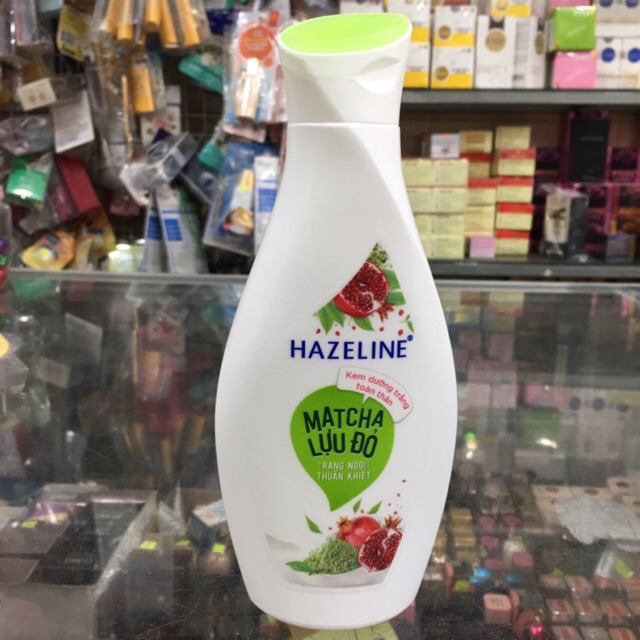 HAZELINE®
Kem dưỡng trắng
toàn thân
MATCHA
LỰU ĐỎ
TRẮNG NGỜI
THUẦN KHIẾT